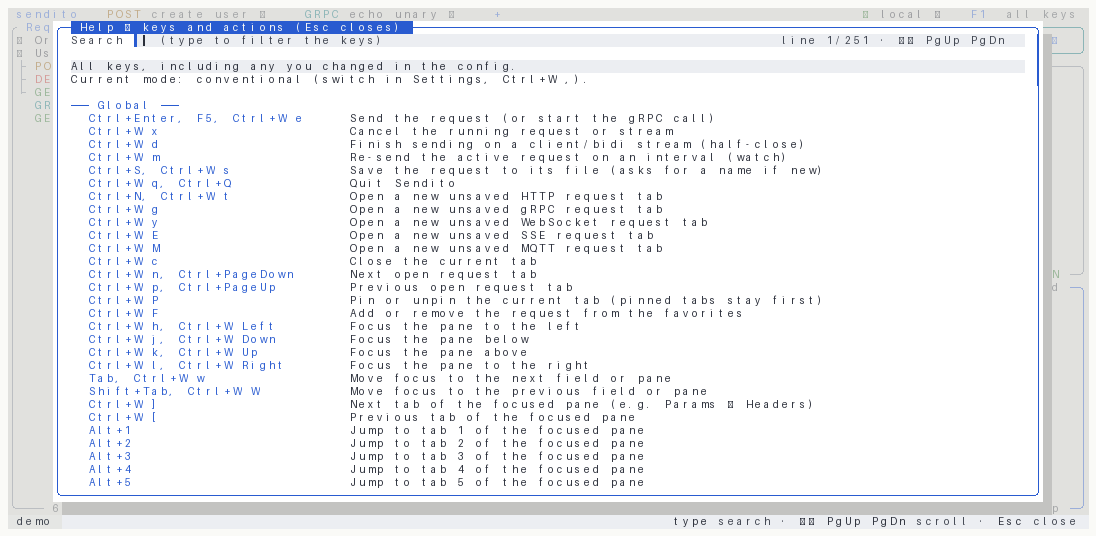 sendito POST create user GRPC echo unary + local F1 all keys
Help keys and actions (Esc closes)
Search (type to filter the keys) line 1/251 · PgUp PgDn
All keys, including any you changed in the config.
Current mode: conventional (switch in Settings, Ctrl+W ,).
Global
Ctrl+Enter, F5, Ctrl+W e Send the request (or start the gRPC call)
Ctrl+W x Cancel the running request or stream
Ctrl+W d Finish sending on a client/bidi stream (half-close)
Ctrl+W m Re-send the active request on an interval (watch)
Ctrl+S, Ctrl+W s Save the request to its file (asks for a name if new)
Ctrl+W q, Ctrl+Q Quit Sendito
Ctrl+N, Ctrl+W t Open a new unsaved HTTP request tab
Ctrl+W g Open a new unsaved gRPC request tab
Ctrl+W y Open a new unsaved WebSocket request tab
Ctrl+W E Open a new unsaved SSE request tab
Ctrl+W M Open a new unsaved MQTT request tab
Ctrl+W c Close the current tab
Ctrl+W n, Ctrl+PageDown Next open request tab
Ctrl+W p, Ctrl+PageUp Previous open request tab
Ctrl+W P Pin or unpin the current tab (pinned tabs stay first)
Ctrl+W F Add or remove the request from the favorites
Ctrl+W h, Ctrl+W Left Focus the pane to the left
Ctrl+W j, Ctrl+W Down Focus the pane below
Ctrl+W k, Ctrl+W Up Focus the pane above
Ctrl+W l, Ctrl+W Right Focus the pane to the right
Tab, Ctrl+W w Move focus to the next field or pane
Shift+Tab, Ctrl+W W Move focus to the previous field or pane
Ctrl+W ] Next tab of the focused pane (e.g. Params Headers)
Ctrl+W [ Previous tab of the focused pane
Alt+1 Jump to tab 1 of the focused pane
Alt+2 Jump to tab 2 of the focused pane
Alt+3 Jump to tab 3 of the focused pane
Alt+4 Jump to tab 4 of the focused pane
Alt+5 Jump to tab 5 of the focused pane
demo type search · PgUp PgDn scroll · Esc close